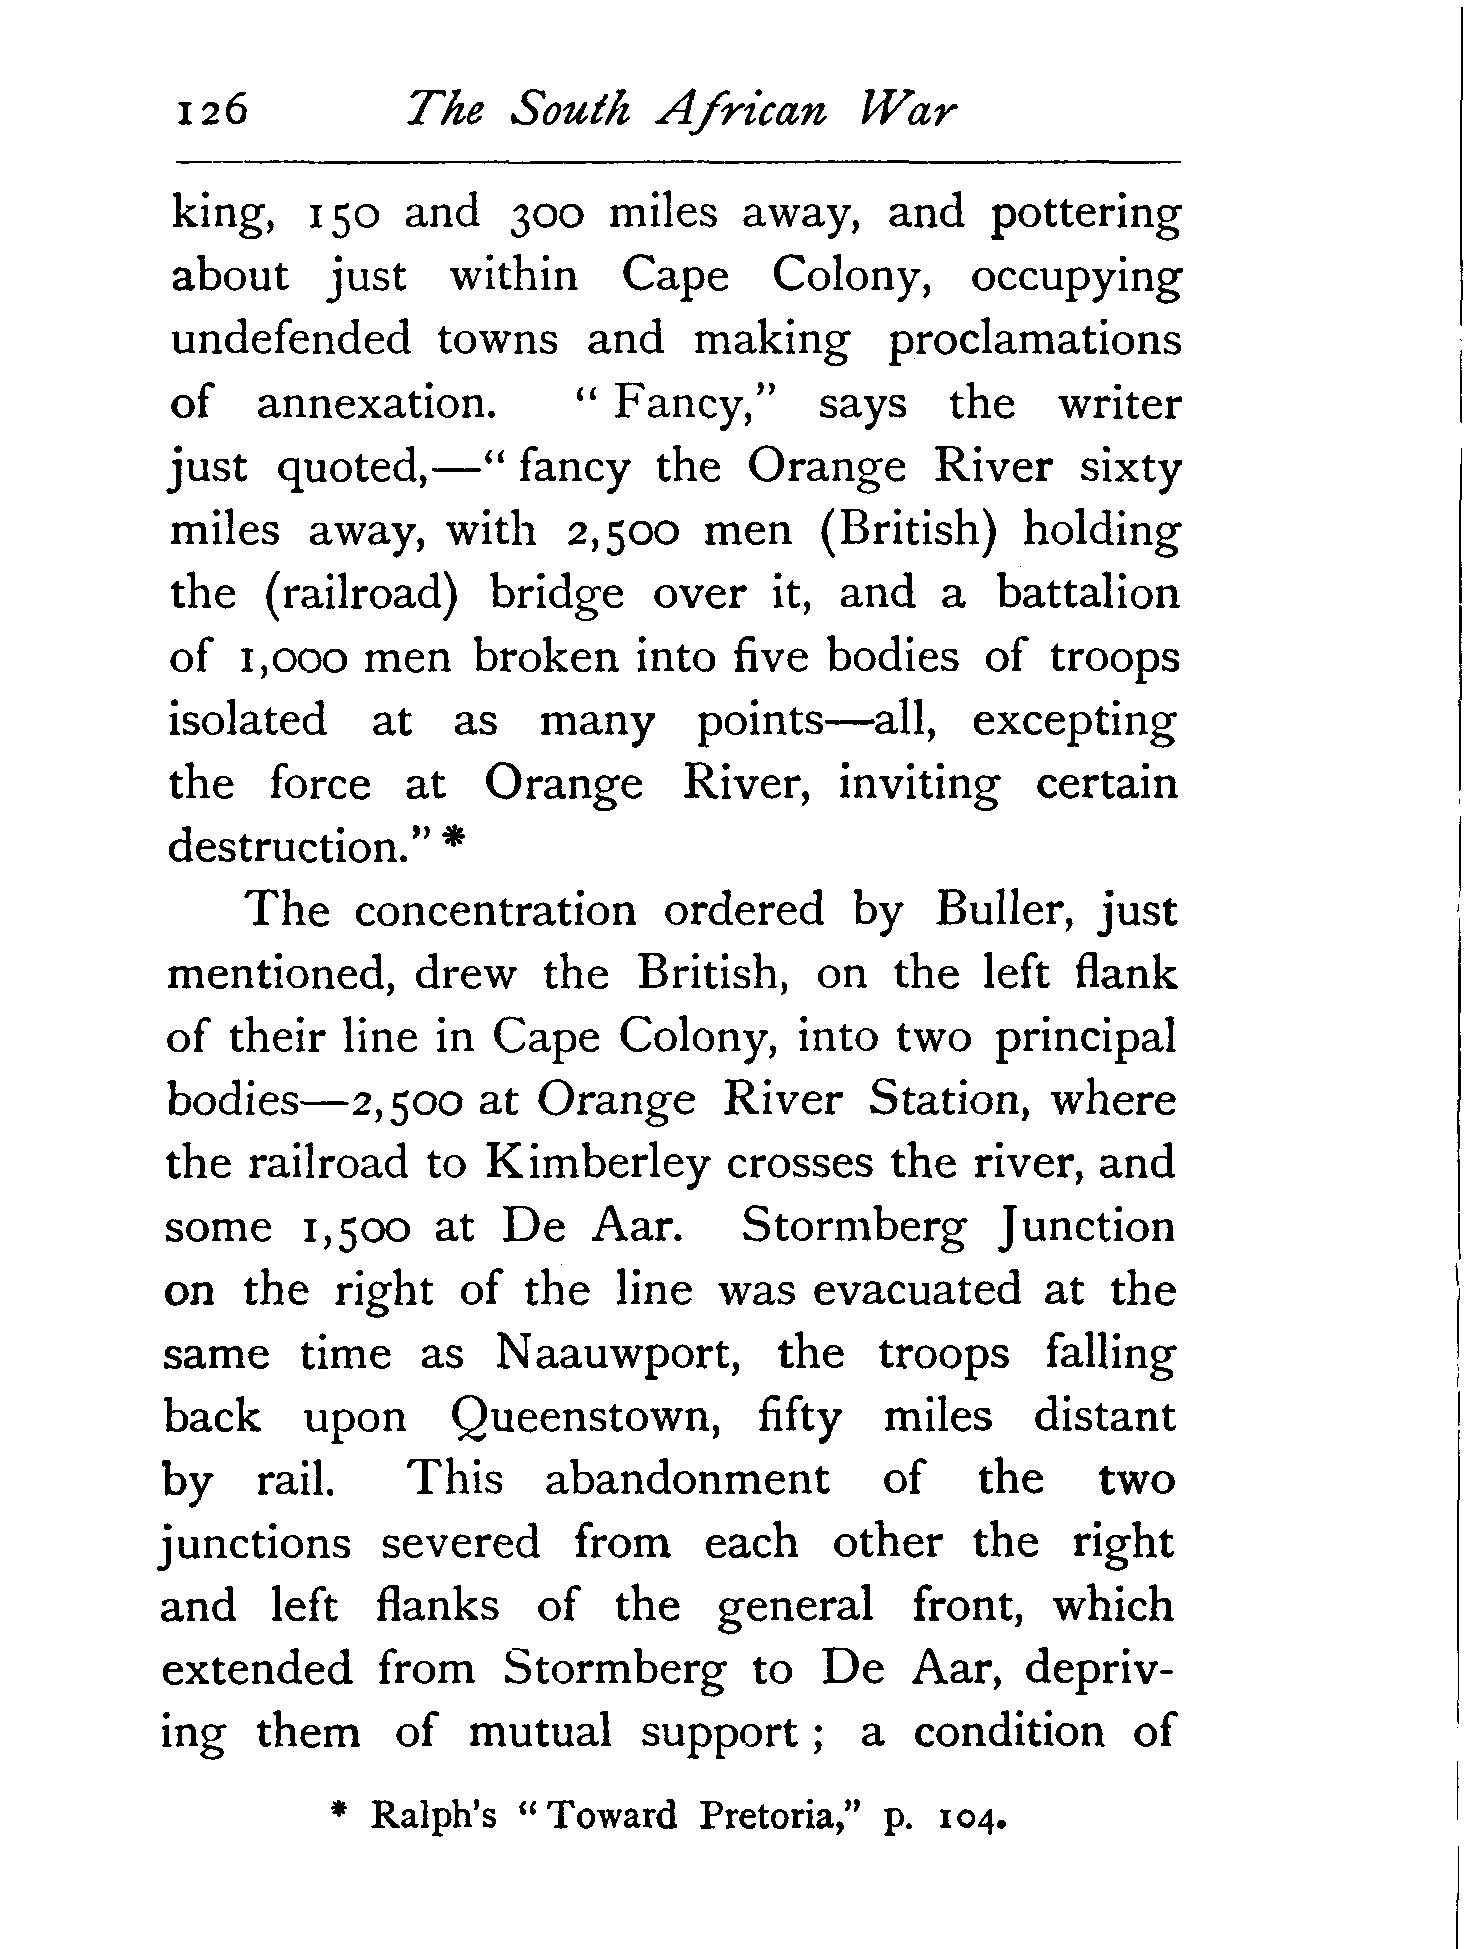 126 The South African War
king, 150 and 300 miles away, and pottering
about just within Cape Colony, occupying
undefended towns and making proclamations
of annexation. “ Fancy,” says the writer
just quoted,—“ fancy the Orange River sixty
miles away, with 2,500 men (British) holding
the (railroad) bridge over it, and a battalion
of 1,000 men broken into five bodies of troops
isolated at as many points—all, excepting
the force at Orange River, inviting certain
destruction.” *
The concentration ordered by Buller, just
mentioned, drew the British, on the left flank
of their line in Cape Colony, into two principal
bodies—2,500 at Orange River Station, where
the railroad to Kimberley crosses the river, and
some 1,500 at De Aar. Stormberg Junction
on the right of the line was evacuated at the
same time as Naauwport, the troops falling
back upon Queenstown, fifty miles distant
by rail. This abandonment of the two
junctions severed from each other the right
and left flanks of the general front, which
extended from Stormberg to De Aar, depriv-
ing them of mutual support ; a condition of
* Ralph's “ Toward Pretoria,” p. 104.